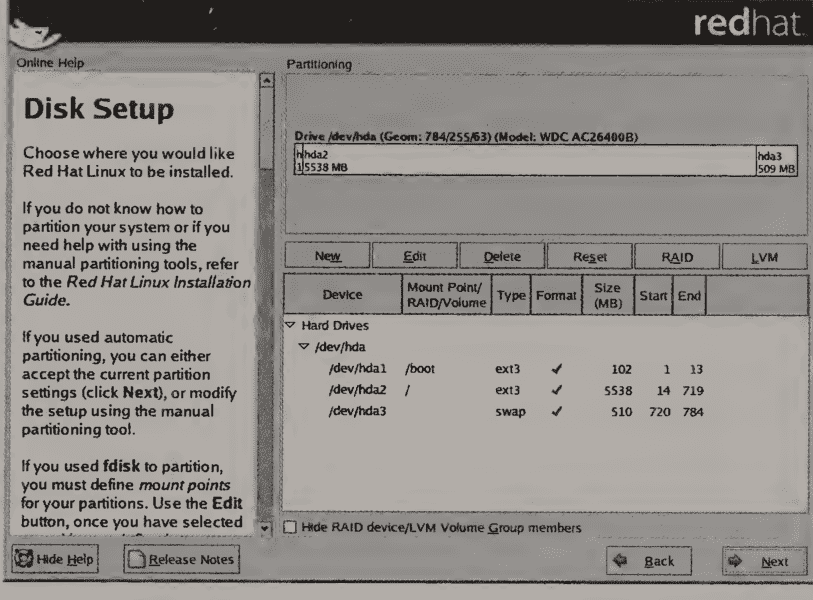 redhat
Online Help
Disk Setup
Choose where you would like
Red Hat Linux to be installed.
If you do not know how to
partition your system or if you
need help with using the
manual partitioning tools, refer
to the Red Hat Linux Installation
Guide.
If you used automatic
partitioning, you can either
accept the current partition
settings (click Next), or modify
the setup using the manual
partitioning tool.
If you used fdisk to partition,
you must define mount points
for your partitions. Use the Edit
button, once you have selected
Partitioning
Drive /dev/hda (Geom: 784/255/63) (Model: WDC AC26400B)
h hda2 hda3
1 5538 MB 509 MB
New Edit Delete Reset RAID LVM
Device Mount Point/ RAID/Volume Type Format Size (MB) Start End
Hard Drives
/dev/hda
/dev/hda1 /boot ext3 ✓ 102 1 13
/dev/hda2 / ext3 ✓ 5538 14 719
/dev/hda3 swap ✓ 510 720 784
Hide RAID device/LVM Volume Group members
Hide Help Release Notes Back Next